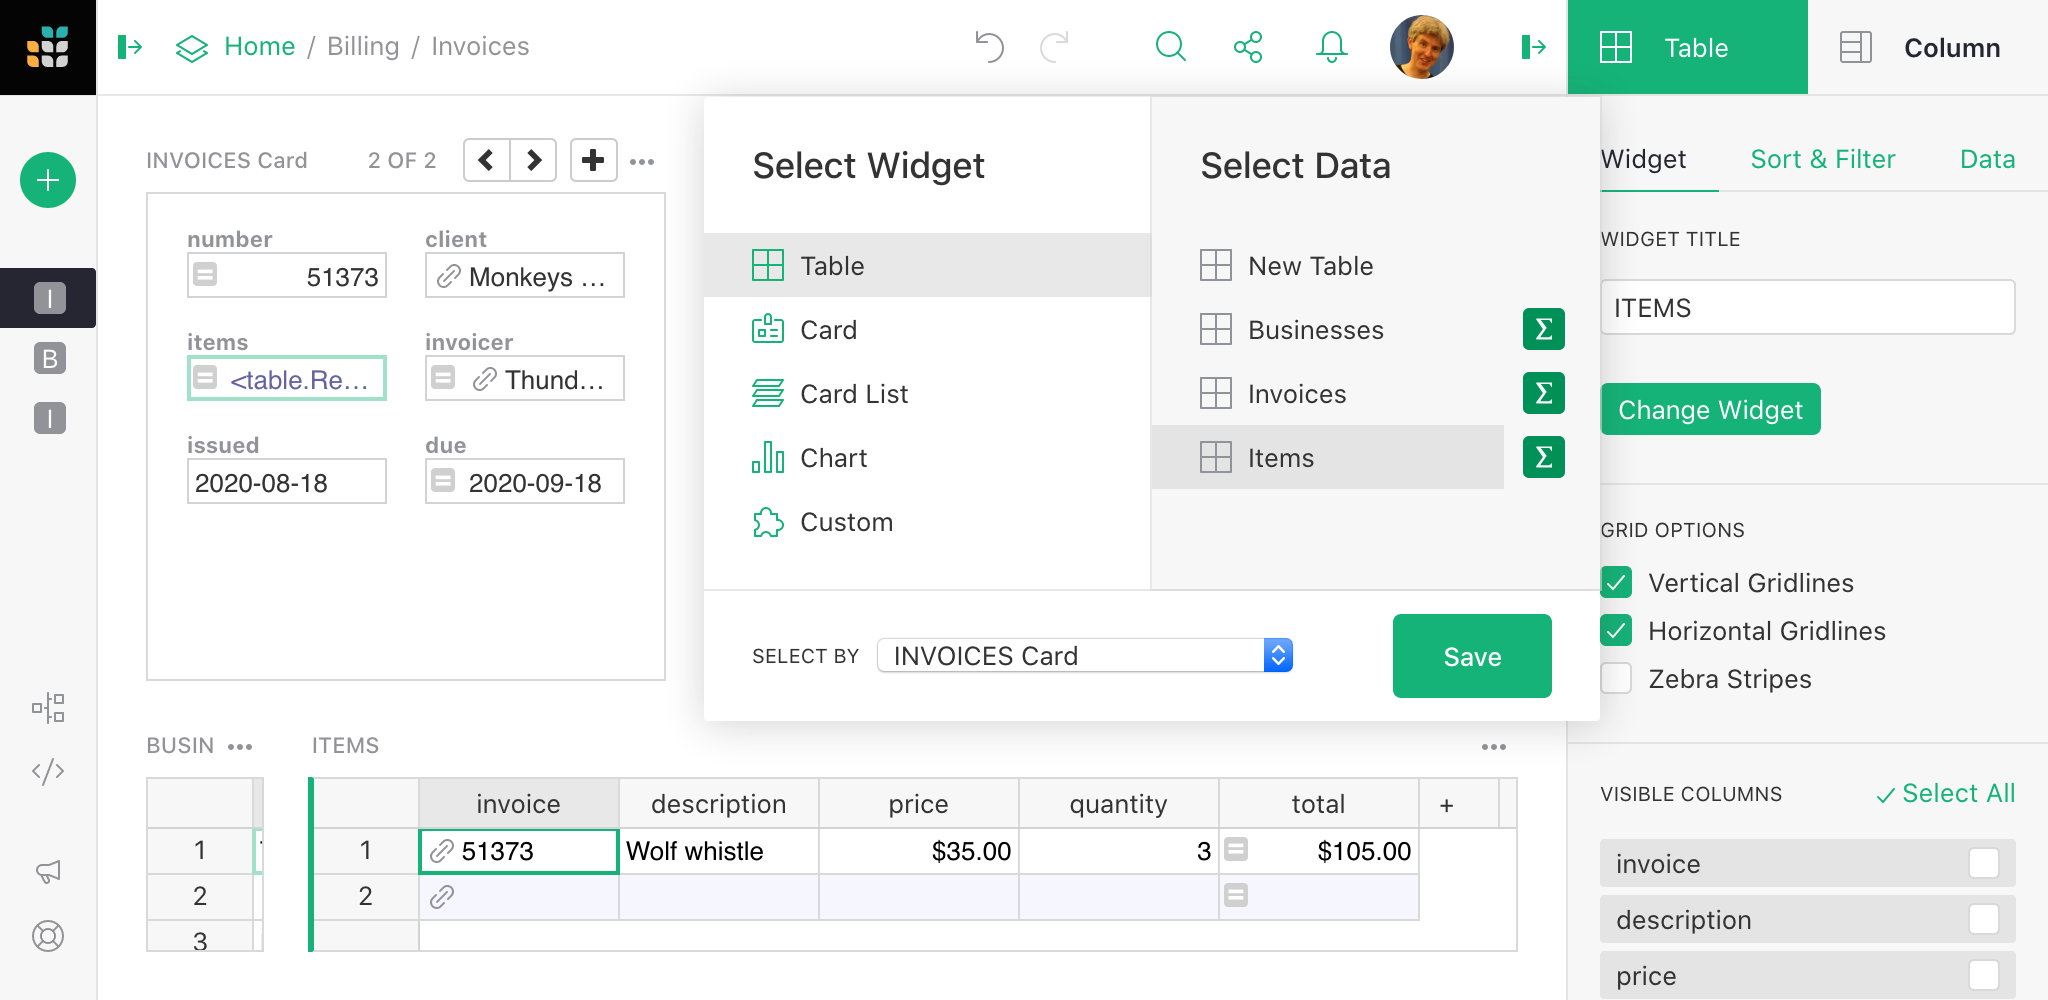 Home / Billing / Invoices
Table
Column
INVOICES Card
2 OF 2
number
51373
client
Monkeys ...
items
<table.Re...
invoicer
Thund...
issued
2020-08-18
due
2020-09-18
I
B
I
Select Widget
Table
Card
Card List
Chart
Custom
Select Data
New Table
Businesses Σ
Invoices Σ
Items Σ
SELECT BY INVOICES Card
Save
Widget
Sort & Filter
Data
WIDGET TITLE
ITEMS
Change Widget
GRID OPTIONS
Vertical Gridlines
Horizontal Gridlines
Zebra Stripes
VISIBLE COLUMNS
Select All
invoice
description
price
BUSIN
1
2
3
ITEMS
invoice description price quantity total +
1 51373 Wolf whistle $35.00 3 $105.00
2